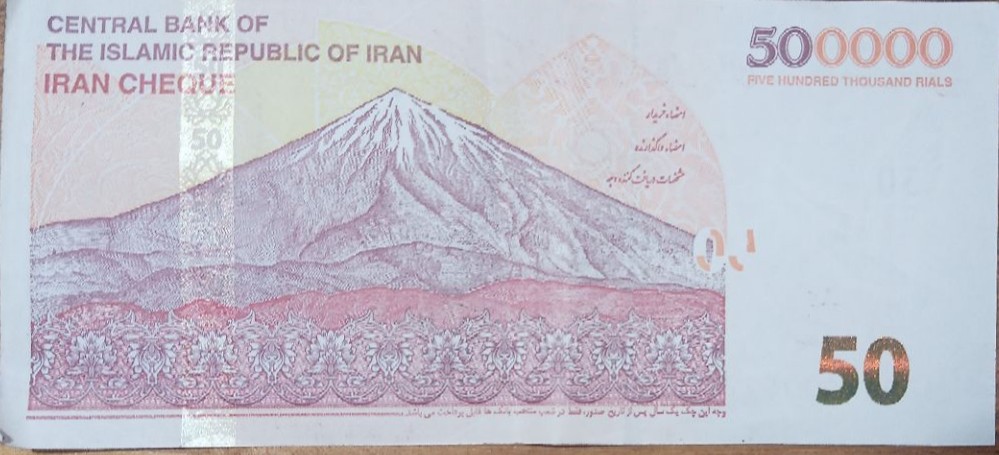 CENTRAL BANK OF
THE ISLAMIC REPUBLIC OF IRAN
IRAN CHEQUE
500000
FIVE HUNDRED THOUSAND RIALS
50
امضاء خریدار
امضاء واگذارنده
مشخصات دریافت کننده وجه
50
وجه این چک یک سال پس از تاریخ صدور، فقط در شعب منتخب بانک ها قابل پرداخت می باشد